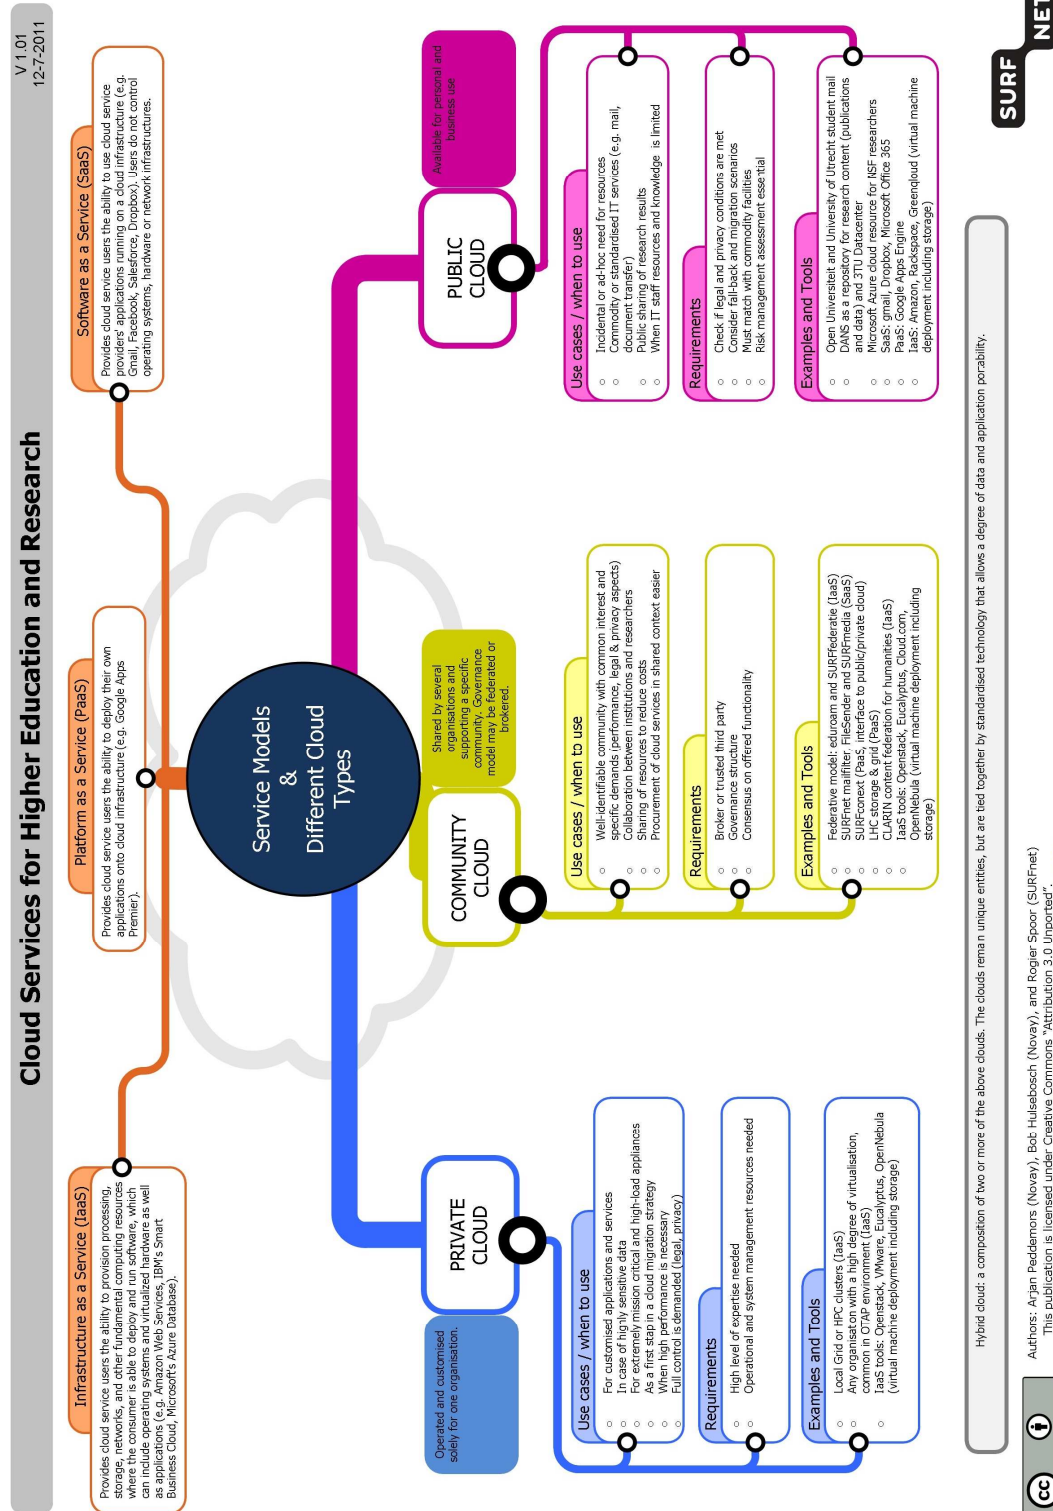 Cloud Services for Higher Education and Research
V 1.01
12-7-2011
Infrastructure as a Service (IaaS)
Provides cloud service users the ability to provision processing,
storage, networks, and other fundamental computing resources
where the consumer is able to deploy and run software, which
can include operating systems and virtualized hardware as well
as applications (e.g. Amazon Web Services, IBM's Smart
Business Cloud, Microsoft's Azure Database).
Platform as a Service (PaaS)
Provides cloud service users the ability to deploy their own
applications onto cloud infrastructure (e.g. Google Apps
Premier).
Software as a Service (SaaS)
Provides cloud service users the ability to use cloud service
providers' applications running on a cloud infrastructure (e.g.
Gmail, Facebook, Salesforce, Dropbox). Users do not control
operating systems, hardware or network infrastructures.
Service Models
&
Different Cloud
Types
Operated and customised
solely for one organisation.
PRIVATE
CLOUD
Use cases / when to use
○ For customised applications and services
○ In case of highly sensitive data
○ For extremely mission critical and high-load appliances
○ As a first stap in a cloud migration strategy
○ When high performance is necessary
○ Full control is demanded (legal, privacy)
Requirements
○ High level of expertise needed
○ Operational and system management resources needed
Examples and Tools
○ Local Grid or HPC clusters (IaaS)
○ Any organisation with a high degree of virtualisation,
common in OTAP environment (IaaS)
○ IaaS tools: Openstack, VMware, Eucalyptus, OpenNebula
(virtual machine deployment including storage)
COMMUNITY
CLOUD
Shared by several
organisations and
supporting a specific
community. Governance
model may be federated or
brokered.
Use cases / when to use
○ Well-identifiable community with common interest and
specific demands (performance, legal & privacy aspects)
○ Collaboration between institutions and researchers
○ Sharing of resources to reduce costs
○ Procurement of cloud services in shared context easier
Requirements
○ Broker or trusted third party
○ Governance structure
○ Consensus on offered functionality
Examples and Tools
○ Federative model: eduroam and SURFfederatie (IaaS)
○ SURFnet mailfilter, FileSender and SURFmedia (SaaS)
○ SURFconext (PaaS, interface to public/private cloud)
○ LHC storage & grid (PaaS)
○ CLARIN content federation for humanities (IaaS)
○ IaaS tools: Openstack, Eucalyptus, Cloud.com,
OpenNebula (virtual machine deployment including
storage)
PUBLIC
CLOUD
Available for personal and
business use
Use cases / when to use
○ Incidental or ad-hoc need for resources
○ Commodity or standardised IT services (e.g. mail,
document transfer)
○ Public sharing of research results
○ When IT staff resources and knowledge is limited
Requirements
○ Check if legal and privacy conditions are met
○ Consider fall-back and migration scenarios
○ Must match with commodity facilities
○ Risk management assessment essential
Examples and Tools
○ Open Universiteit and University of Utrecht student mail
○ DANS as a repository for research content (publications
and data) and 3TU Datacenter
○ Microsoft Azure cloud resource for NSF researchers
○ SaaS: gmail, Dropbox, Microsoft Office 365
○ PaaS: Google Apps Engine
○ IaaS: Amazon, Rackspace, Greenqloud (virtual machine
deployment including storage)
Hybrid cloud: a composition of two or more of the above clouds. The clouds remain unique entities, but are tied together by standardised technology that allows a degree of data and application portability.
cc
Authors: Arjan Peddemors (Novay), Bob Hulsebosch (Novay), and Rogier Spoor (SURFnet)
This publication is licensed under Creative Commons "Attribution 3.0 Unported".
SURF
NET